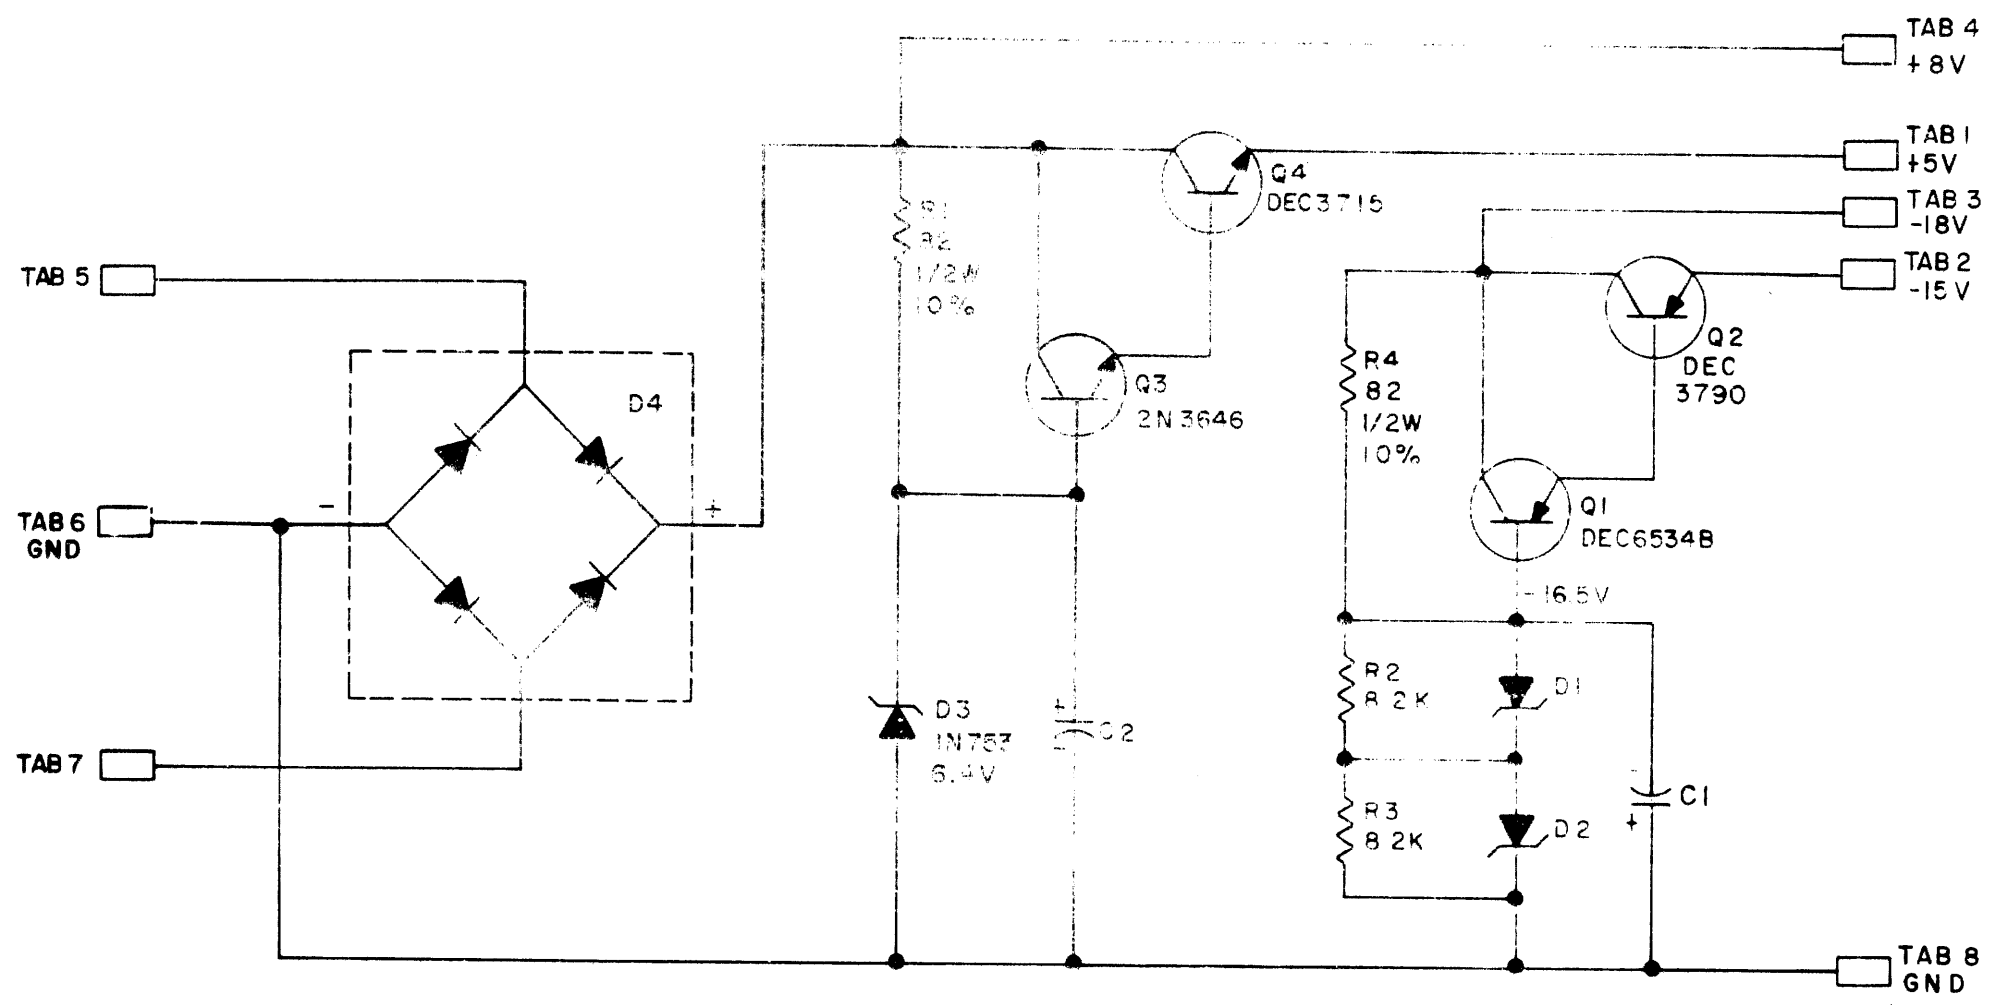 TAB 4
+8V
TAB 1
+5V
TAB 3
-18V
TAB 2
-15V
Q4
DEC3715
R1
82
1/2W
10%
TAB 5
D4
Q3
2N3646
R4
82
1/2W
10%
Q2
DEC
3790
Q1
DEC6534B
-16.5V
-
+
TAB 6
GND
R2
8.2K
D1
D3
1N753
6.4V
+
-
C2
TAB 7
R3
8.2K
D2
-
C1
+
TAB 8
GND